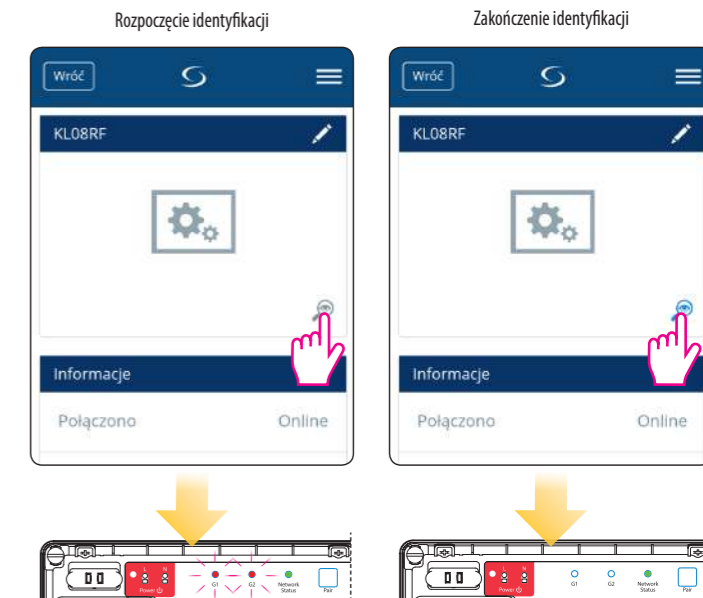 Rozpoczęcie identyfikacji
Wróć
KL08RF
Informacje
Połączono Online
L N
Power
G1
G2
Network
Status
Pair
Zakończenie identyfikacji
Wróć
KL08RF
Informacje
Połączono Online
L N
Power
G1
G2
Network
Status
Pair